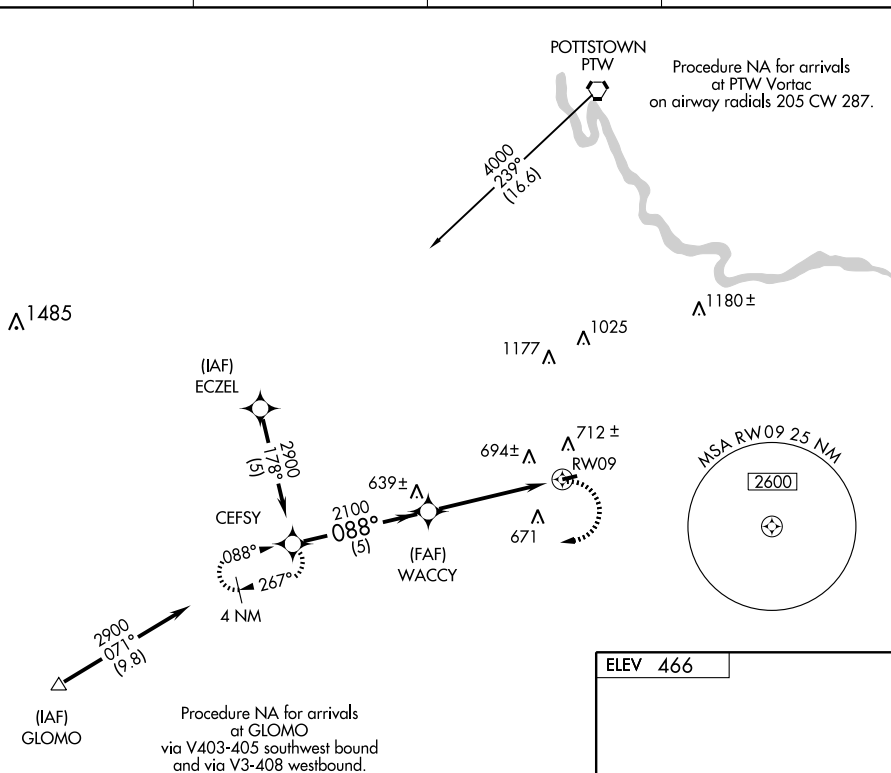 POTTSTOWN
PTW
Procedure NA for arrivals
at PTW Vortac
on airway radials 205 CW 287.
4000
239°
(16.6)
1485
1180 ±
1025
1177
(IAF)
ECZEL
2900
178°
(5)
712 ±
694±
MSA RW09 25 NM
2600
RW09
639±
2100
088°
(5)
CEFSY
671
(FAF)
WACCY
088°
267°
4 NM
2900
071°
(9.8)
ELEV 466
(IAF)
GLOMO
Procedure NA for arrivals
at GLOMO
via V403-405 southwest bound
and via V3-408 westbound.